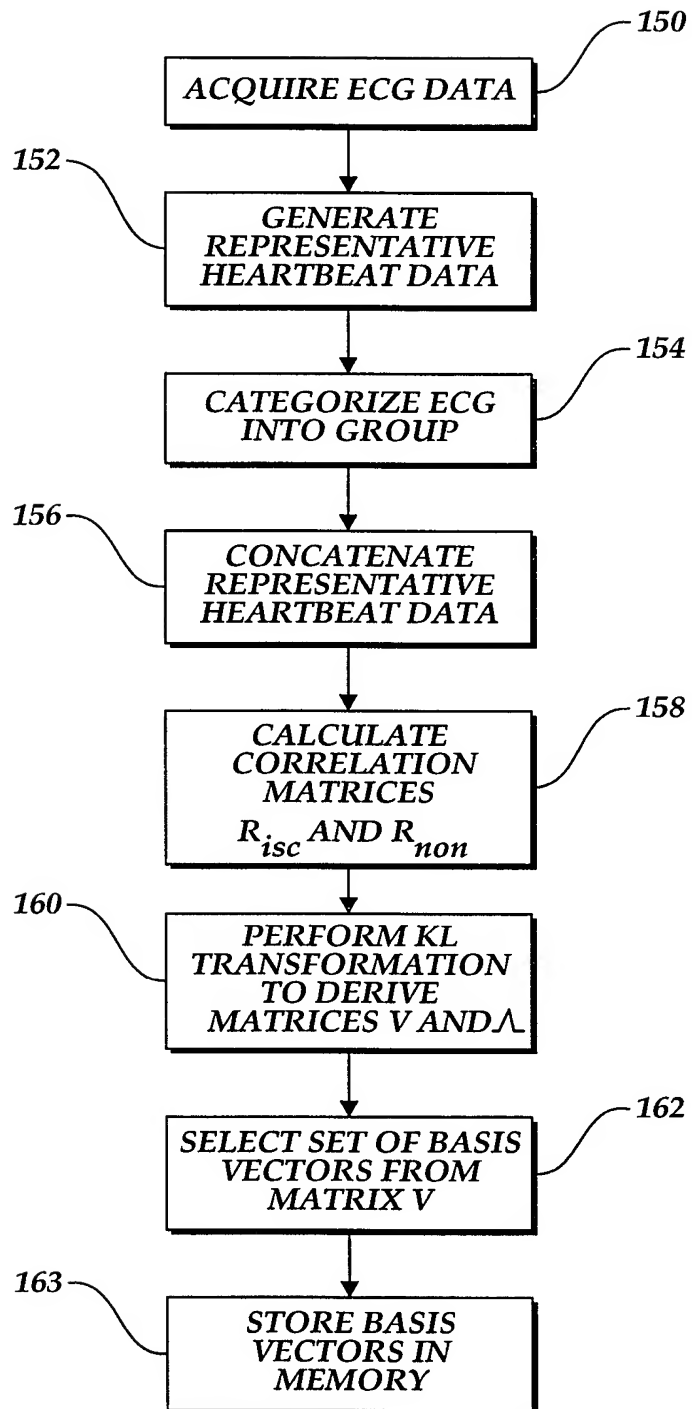 150
ACQUIRE ECG DATA
152
GENERATE
REPRESENTATIVE
HEARTBEAT DATA
154
CATEGORIZE ECG
INTO GROUP
156
CONCATENATE
REPRESENTATIVE
HEARTBEAT DATA
158
CALCULATE
CORRELATION
MATRICES
R_isc AND R_non
160
PERFORM KL
TRANSFORMATION
TO DERIVE
MATRICES V AND Λ
162
SELECT SET OF BASIS
VECTORS FROM
MATRIX V
163
STORE BASIS
VECTORS IN
MEMORY